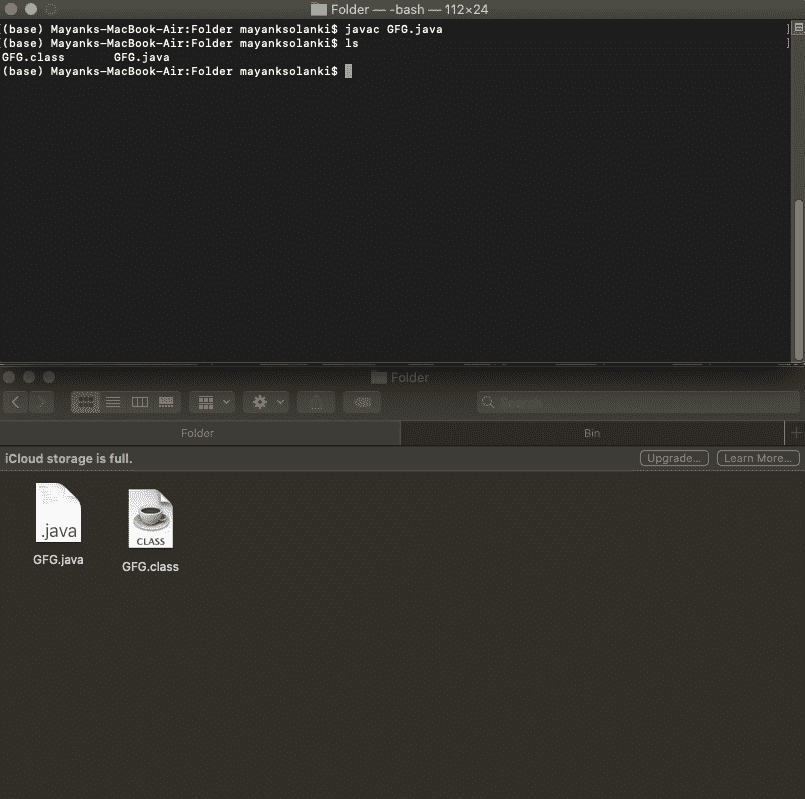 Folder — -bash — 112×24
(base) Mayanks-MacBook-Air:Folder mayanksolanki$ javac GFG.java
(base) Mayanks-MacBook-Air:Folder mayanksolanki$ ls
GFG.class GFG.java
(base) Mayanks-MacBook-Air:Folder mayanksolanki$
Folder
Search
Folder Bin
iCloud storage is full. Upgrade... Learn More...
.java CLASS
GFG.java GFG.class